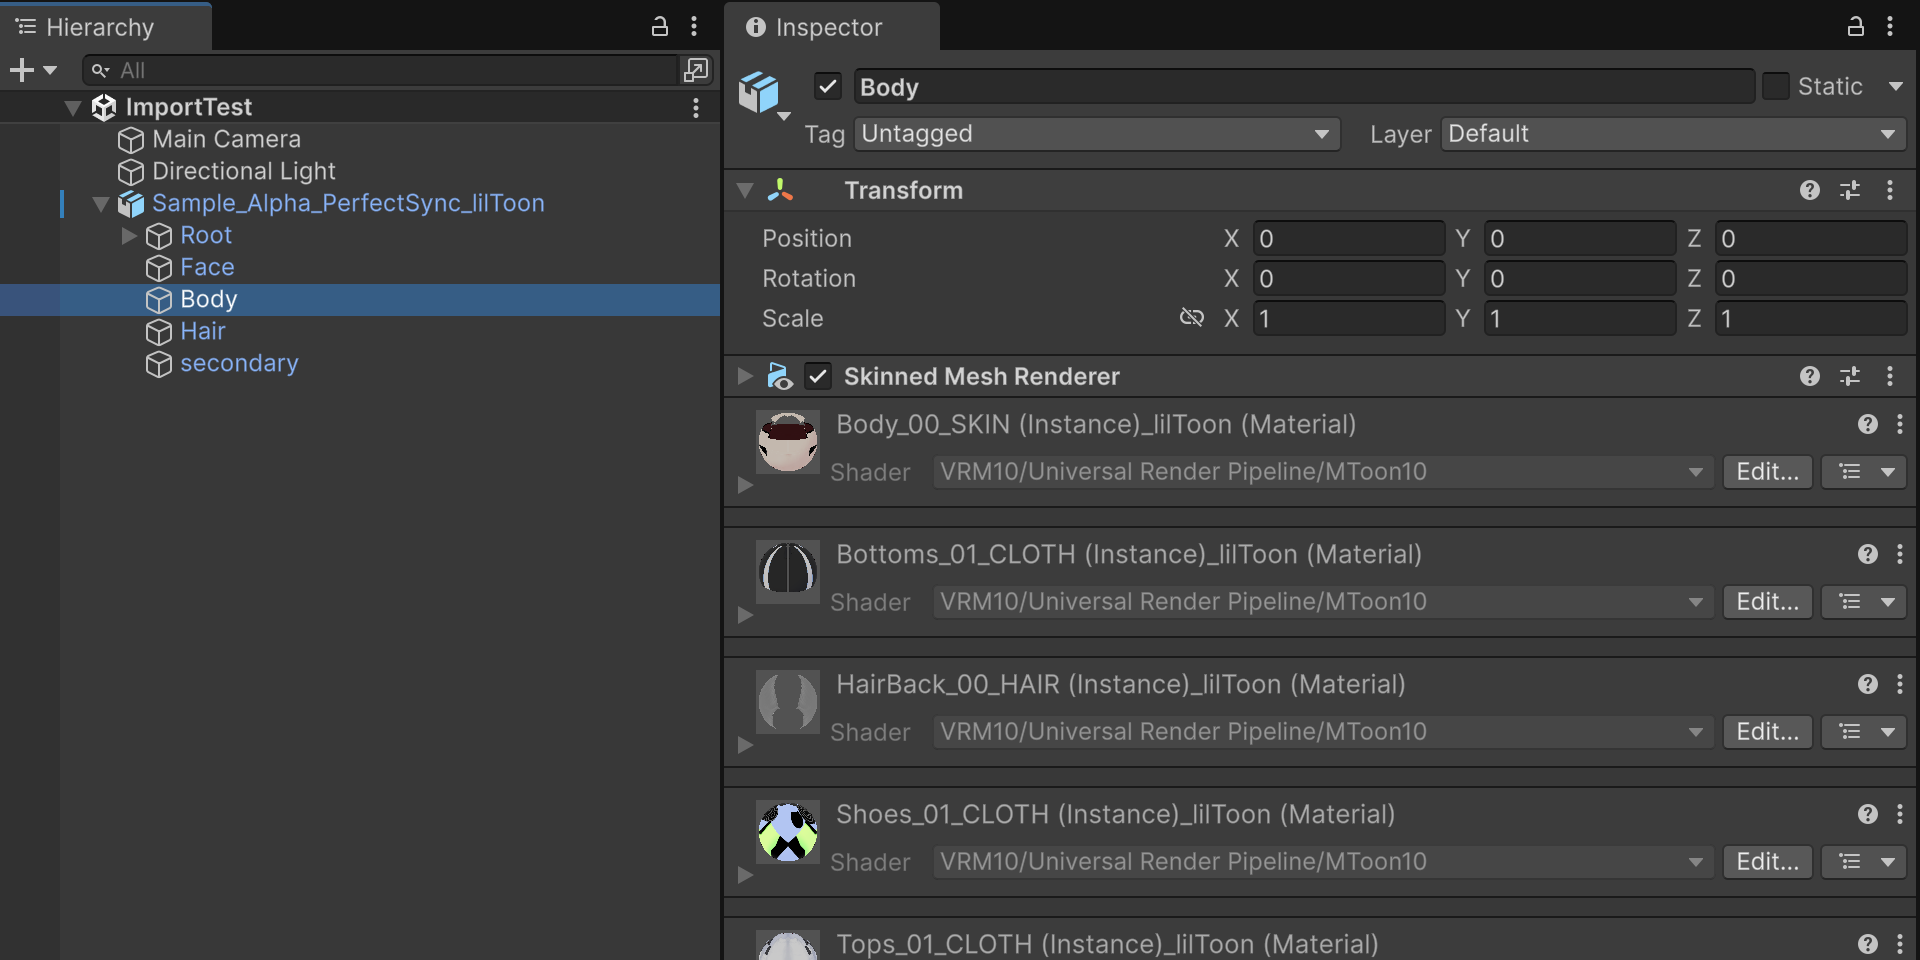 Hierarchy
All
ImportTest
Main Camera
Directional Light
Sample_Alpha_PerfectSync_lilToon
Root
Face
Body
Hair
secondary
Inspector
Body
Static
Tag Untagged Layer Default
Transform
Position X 0 Y 0 Z 0
Rotation X 0 Y 0 Z 0
Scale X 1 Y 1 Z 1
Skinned Mesh Renderer
Body_00_SKIN (Instance)_lilToon (Material)
Shader VRM10/Universal Render Pipeline/MToon10 Edit...
Bottoms_01_CLOTH (Instance)_lilToon (Material)
Shader VRM10/Universal Render Pipeline/MToon10 Edit...
HairBack_00_HAIR (Instance)_lilToon (Material)
Shader VRM10/Universal Render Pipeline/MToon10 Edit...
Shoes_01_CLOTH (Instance)_lilToon (Material)
Shader VRM10/Universal Render Pipeline/MToon10 Edit...
Tops_01_CLOTH (Instance)_lilToon (Material)